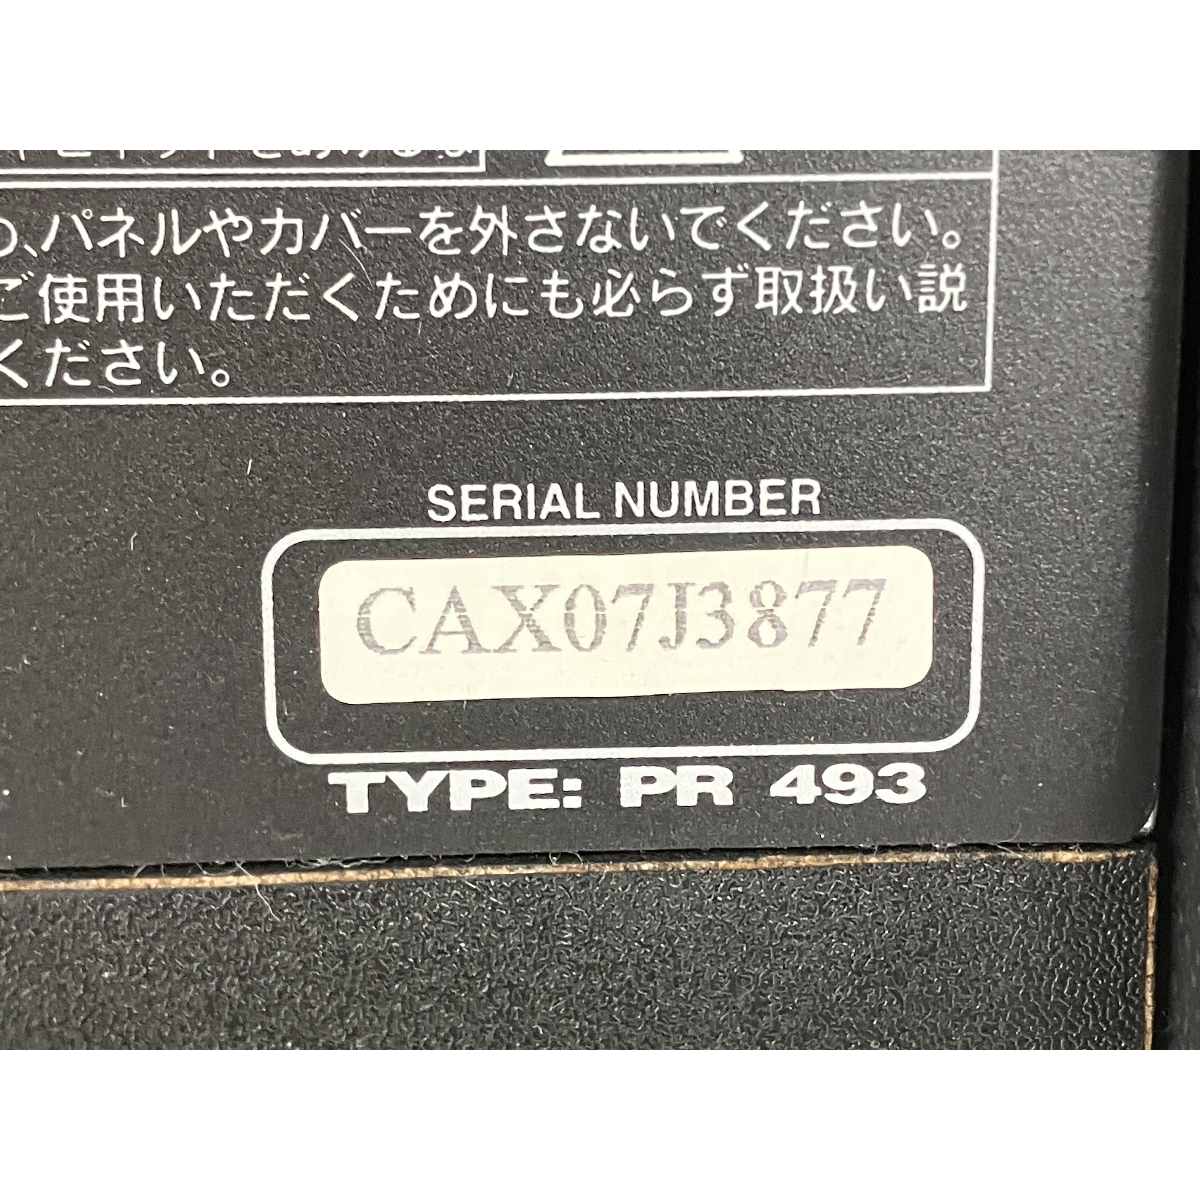 、パネルやカバーを外さないでください。
ご使用いただくためにも必らず取扱い説
ください。
SERIAL NUMBER
CAX07J3877
TYPE: PR 493